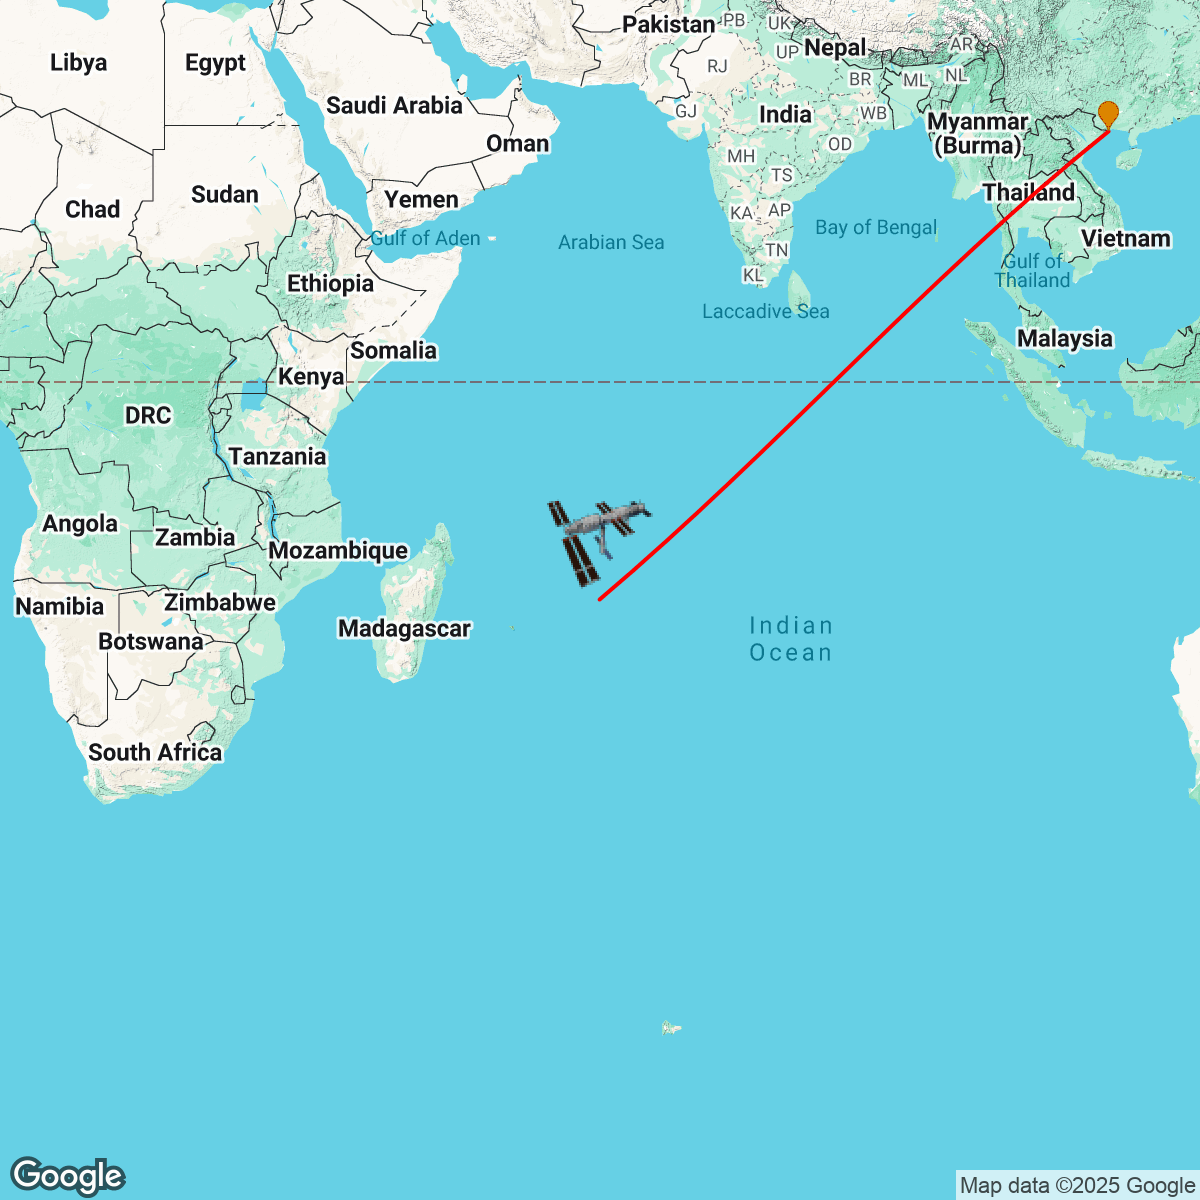 Pakistan
PB
UK
Libya
Egypt
Nepal
AR
UP
RJ
BR
ML
NL
Saudi Arabia
GJ
India
WB
Myanmar
(Burma)
Oman
OD
MH
TS
Sudan
Yemen
Thailand
Chad
KA
AP
Gulf of Aden
Arabian Sea
Bay of Bengal
Vietnam
TN
KL
Gulf of
Thailand
Ethiopia
Laccadive Sea
Malaysia
Somalia
Kenya
DRC
Tanzania
Angola
Zambia
Mozambique
Namibia
Zimbabwe
Botswana
Madagascar
Indian
Ocean
South Africa
Google
Map data ©2025 Google